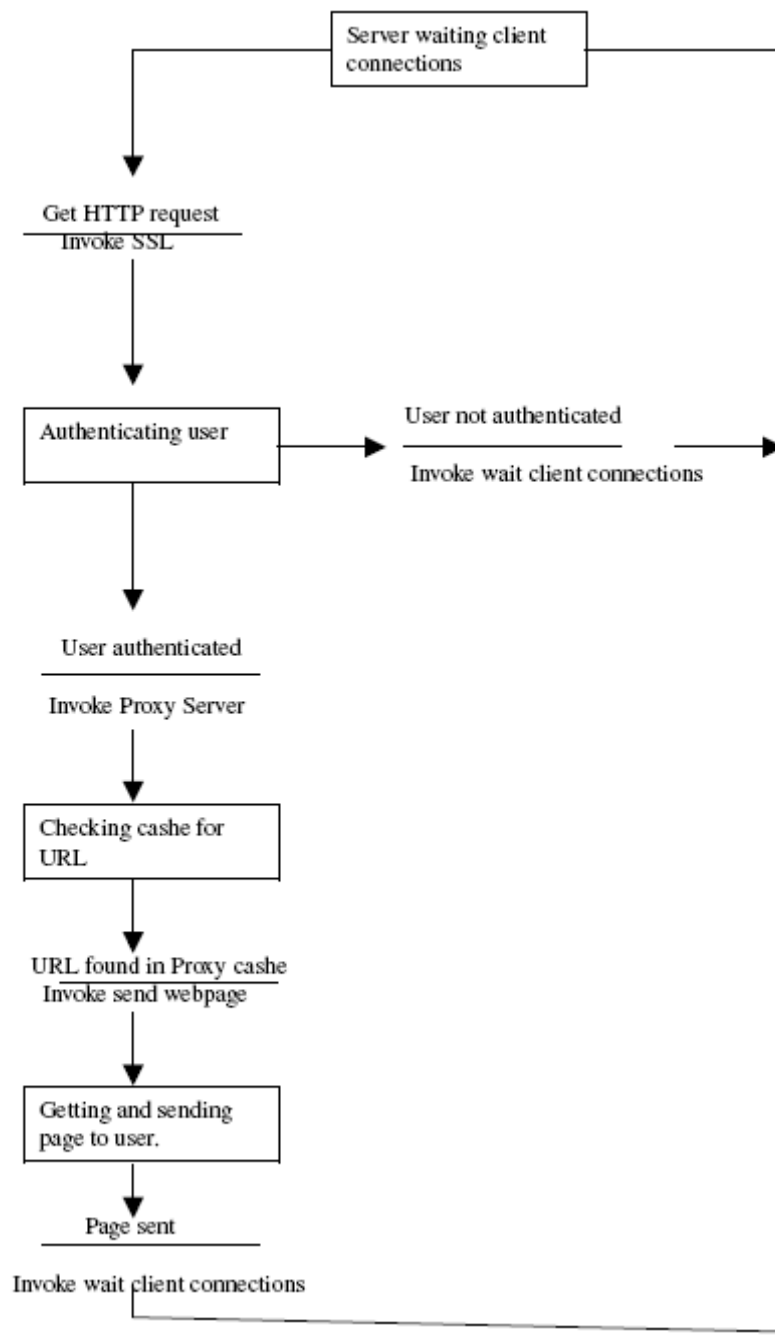 Server waiting client
connections
Get HTTP request
Invoke SSL
Authenticating user
User not authenticated
Invoke wait client connections
User authenticated
Invoke Proxy Server
Checking cashe for
URL
URL found in Proxy cashe
Invoke send webpage
Getting and sending
page to user.
Page sent
Invoke wait client connections